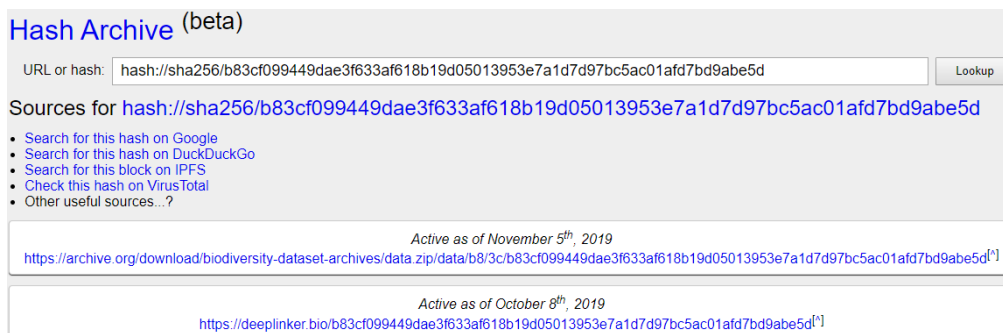 Hash Archive (beta)
URL or hash: hash://sha256/b83cf099449dae3f633af618b19d05013953e7a1d7d97bc5ac01afd7bd9abe5d Lookup
Sources for hash://sha256/b83cf099449dae3f633af618b19d05013953e7a1d7d97bc5ac01afd7bd9abe5d
• Search for this hash on Google
• Search for this hash on DuckDuckGo
• Search for this block on IPFS
• Check this hash on VirusTotal
• Other useful sources...?
Active as of November 5th, 2019
https://archive.org/download/biodiversity-dataset-archives/data.zip/data/b8/3c/b83cf099449dae3f633af618b19d05013953e7a1d7d97bc5ac01afd7bd9abe5d[^]
Active as of October 8th, 2019
https://deeplinker.bio/b83cf099449dae3f633af618b19d05013953e7a1d7d97bc5ac01afd7bd9abe5d[^]